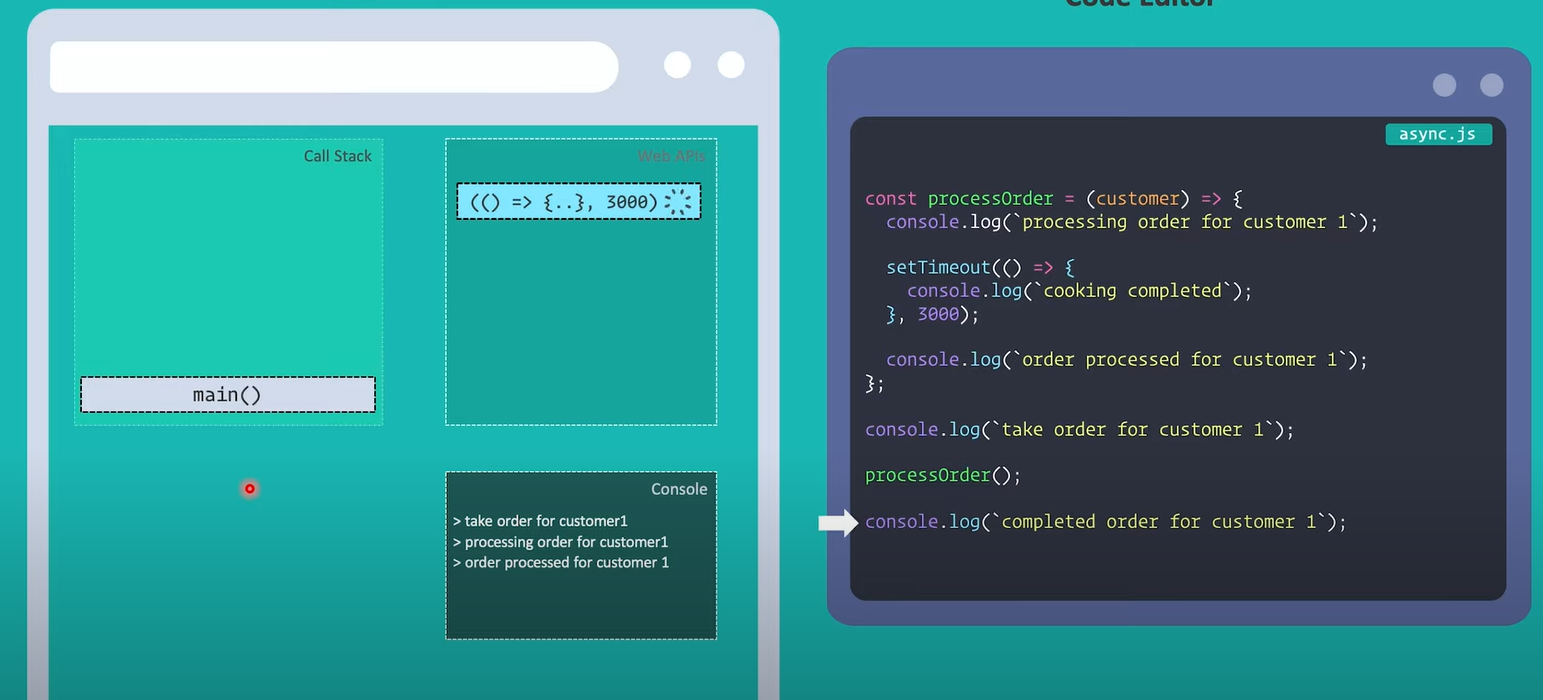 Code Editor
Call Stack
Web APIs
(() => {..}, 3000)
main()
Console
> take order for customer1
> processing order for customer1
> order processed for customer 1
async.js
const processOrder = (customer) => {
  console.log(`processing order for customer 1`);
  setTimeout(() => {
    console.log(`cooking completed`);
  }, 3000);
  console.log(`order processed for customer 1`);
};
console.log(`take order for customer 1`);
processOrder();
console.log(`completed order for customer 1`);